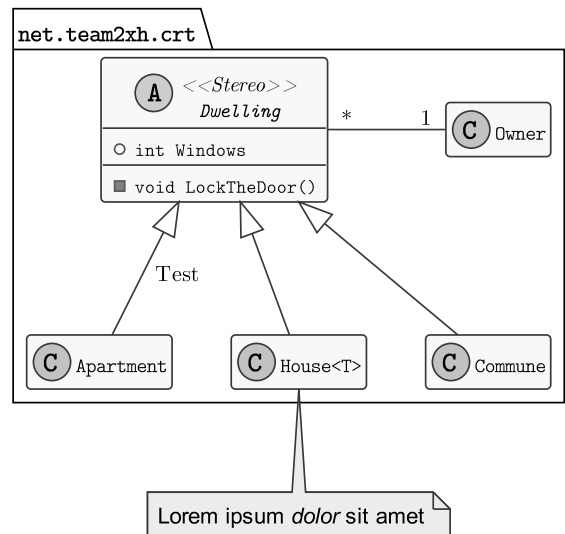 net.team2xh.crt
A <<Stereo>>
Dwelling
int Windows
void LockTheDoor()
* 1
C Owner
Test
C Apartment
C House<T>
C Commune
Lorem ipsum dolor sit amet